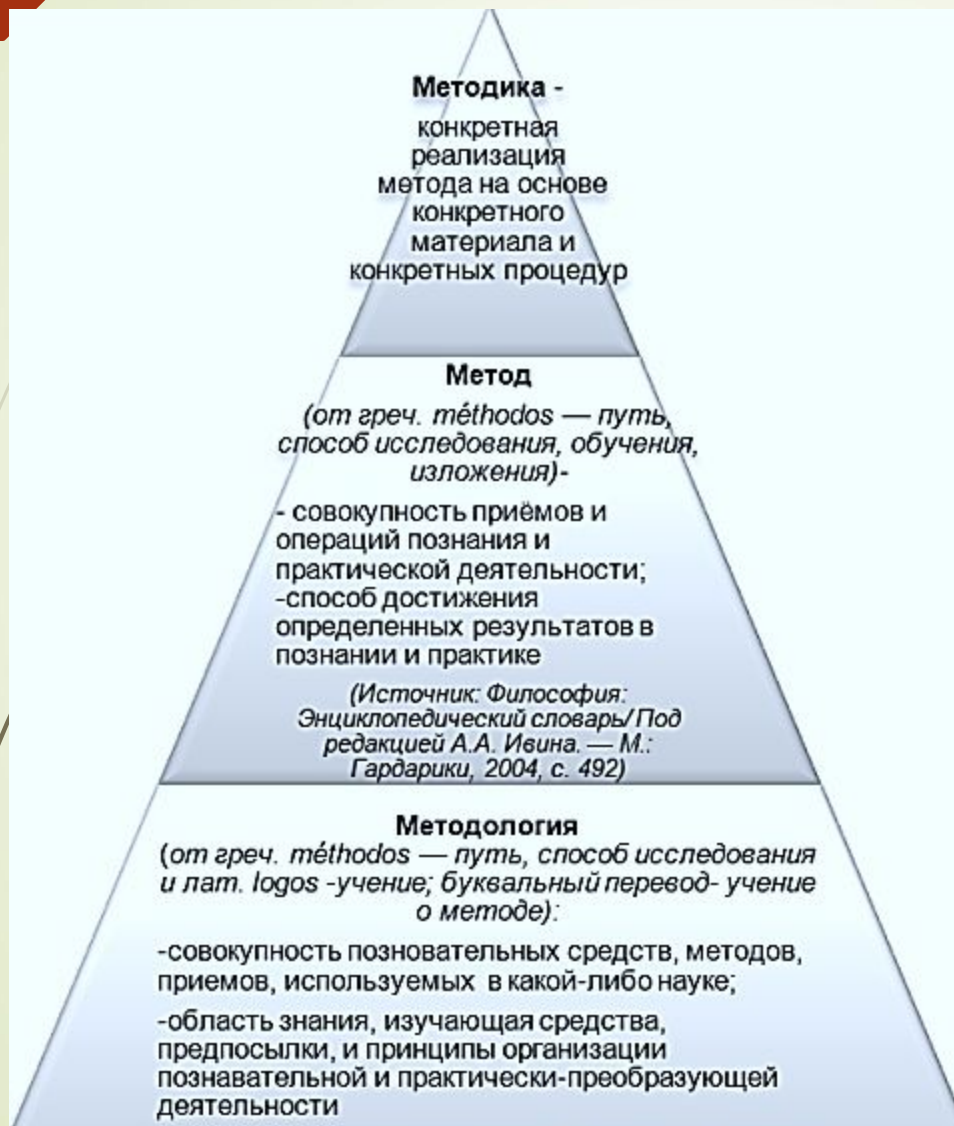 Методика -
конкретная
реализация
метода на основе
конкретного
материала и
конкретных процедур
Метод
(от греч. méthodos — путь,
способ исследования, обучения,
изложения)-
- совокупность приёмов и
операций познания и
практической деятельности;
-способ достижения
определенных результатов в
познании и практике
(Источник: Философия:
Энциклопедический словарь/Под
редакцией А.А. Ивина. — М.:
Гардарики, 2004, с. 492)
Методология
(от греч. méthodos — путь, способ исследования
и лат. logos -учение; буквальный перевод- учение
о методе):
-совокупность позновательных средств, методов,
приемов, используемых в какой-либо науке;
-область знания, изучающая средства,
предпосылки, и принципы организации
познавательной и практически-преобразующей
деятельности